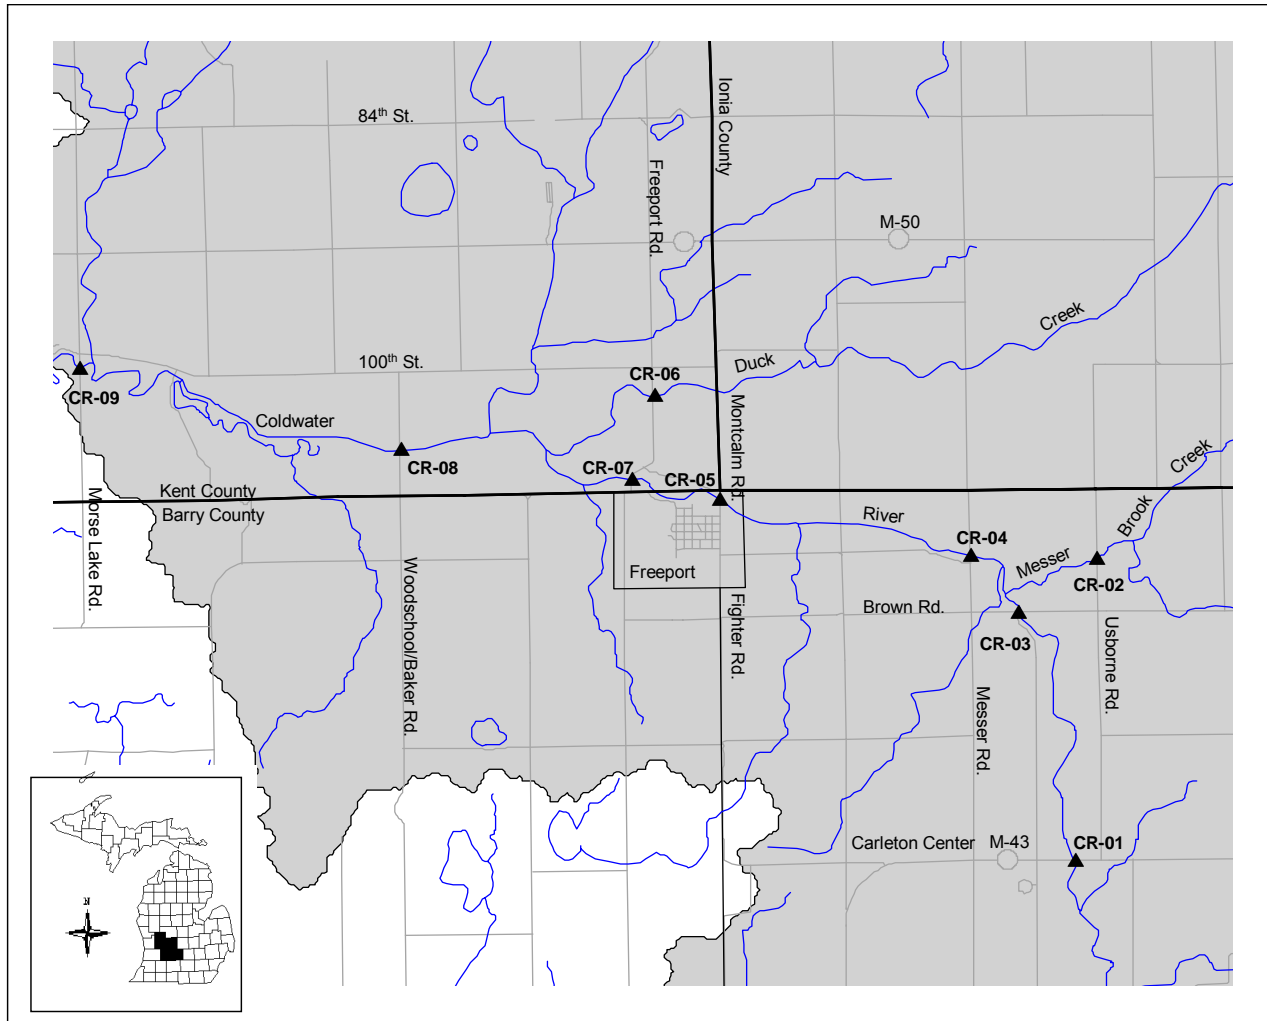 84th St.
Ionia County
Freeport Rd.
M-50
Creek
100th St.
Duck
CR-06
CR-09
Montcalm Rd.
Coldwater
CR-08
CR-07
CR-05
Creek
Kent County
Barry County
Morse Lake Rd.
River
Brook
CR-04
Messer
CR-02
Woodschool/Baker Rd.
Freeport
Fighter Rd.
Brown Rd.
CR-03
Usborne Rd.
Messer Rd.
Carleton Center
M-43
CR-01
N